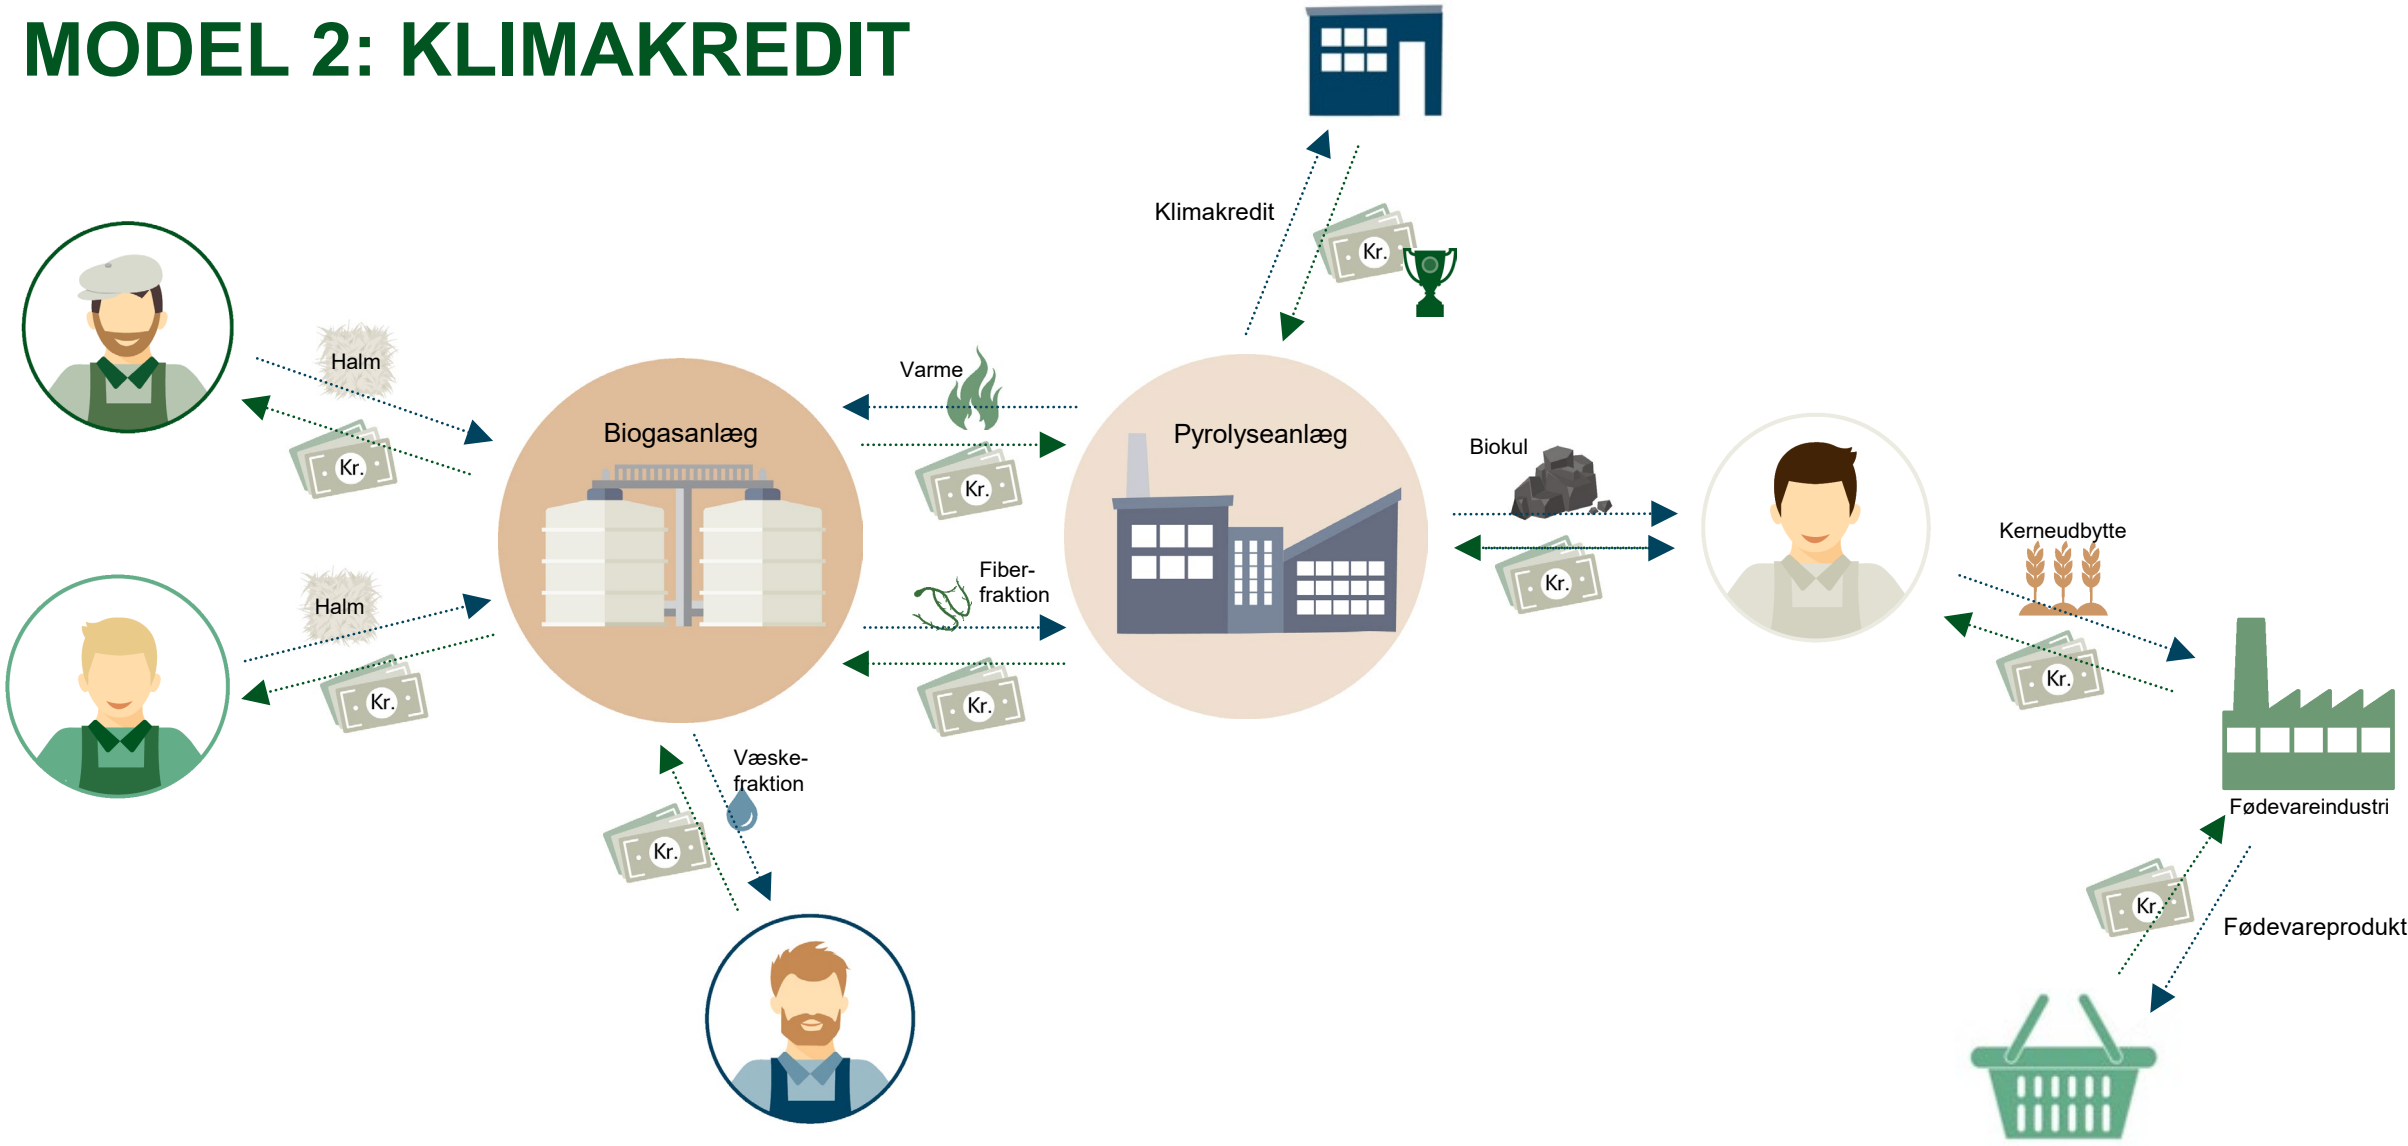 MODEL 2: KLIMAKREDIT
Klimakredit
Kr.
Halm
Kr.
Halm
Kr.
Biogasanlæg
Varme
Kr.
Fiber-
fraktion
Kr.
Væske-
fraktion
Kr.
Pyrolyseanlæg
Biokul
Kr.
Kerneudbytte
Kr.
Fødevareindustri
Kr.
Fødevareprodukt